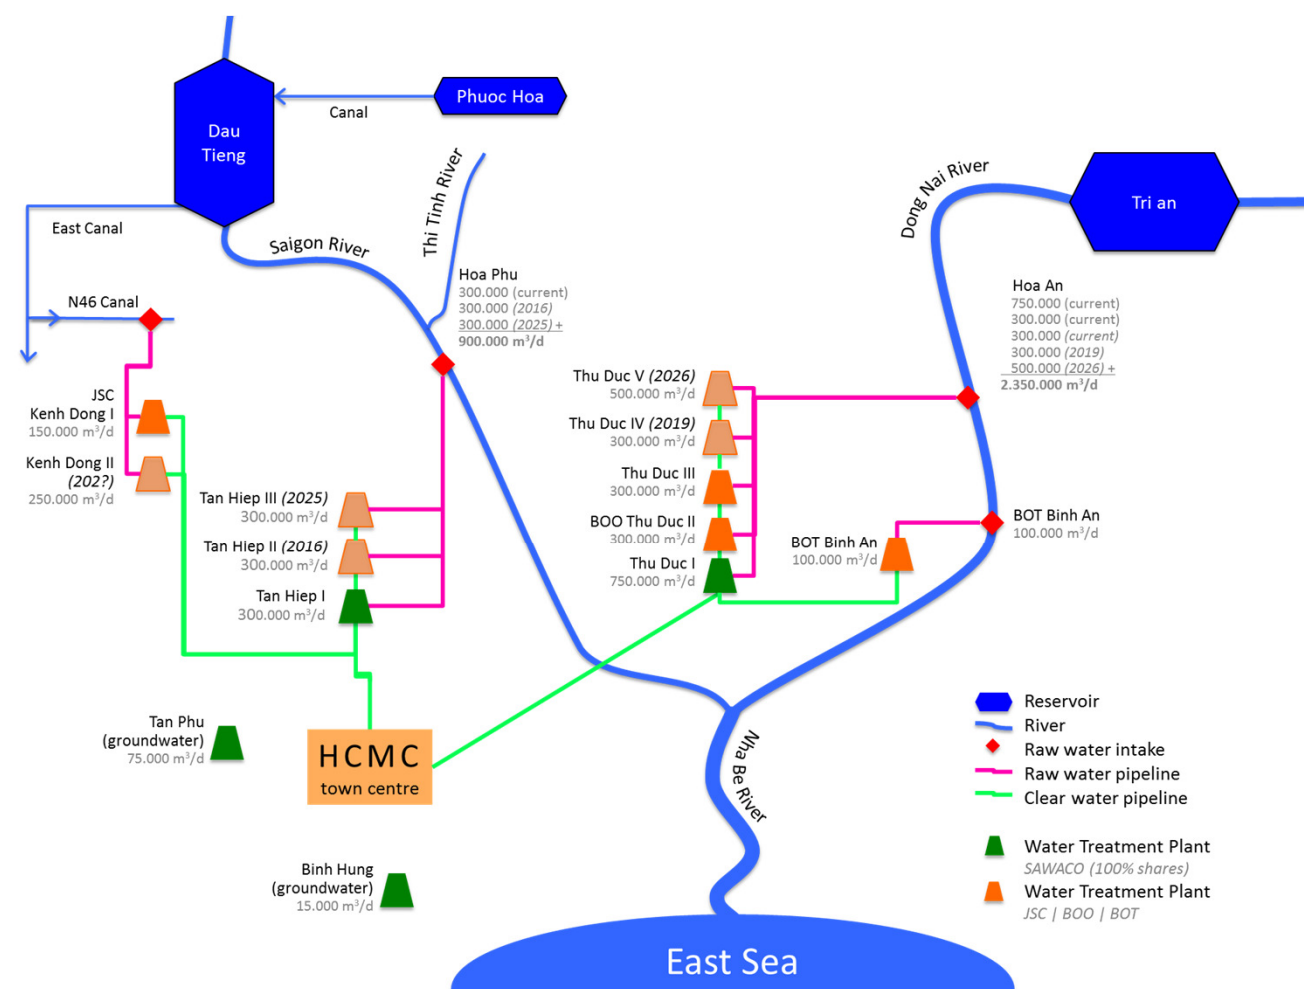 Dau
Tieng
Canal
Phuoc Hoa
Thi Tinh River
Dong Nai River
Tri an
East Canal
Saigon River
N46 Canal
Hoa Phu
300.000 (current)
300.000 (2016)
300.000 (2025) +
900.000 m³/d
Hoa An
750.000 (current)
300.000 (current)
300.000 (current)
300.000 (2019)
500.000 (2026) +
2.350.000 m³/d
JSC
Kenh Dong I
150.000 m³/d
Kenh Dong II
(202?)
250.000 m³/d
Tan Hiep III (2025)
300.000 m³/d
Tan Hiep II (2016)
300.000 m³/d
Tan Hiep I
300.000 m³/d
Thu Duc V (2026)
500.000 m³/d
Thu Duc IV (2019)
300.000 m³/d
Thu Duc III
300.000 m³/d
BOO Thu Duc II
300.000 m³/d
Thu Duc I
750.000 m³/d
BOT Binh An
100.000 m³/d
BOT Binh An
100.000 m³/d
Tan Phu
(groundwater)
75.000 m³/d
HCMC
town centre
Nha Be River
Binh Hung
(groundwater)
15.000 m³/d
Reservoir
River
Raw water intake
Raw water pipeline
Clear water pipeline
Water Treatment Plant
SAWACO (100% shares)
Water Treatment Plant
JSC | BOO | BOT
East Sea